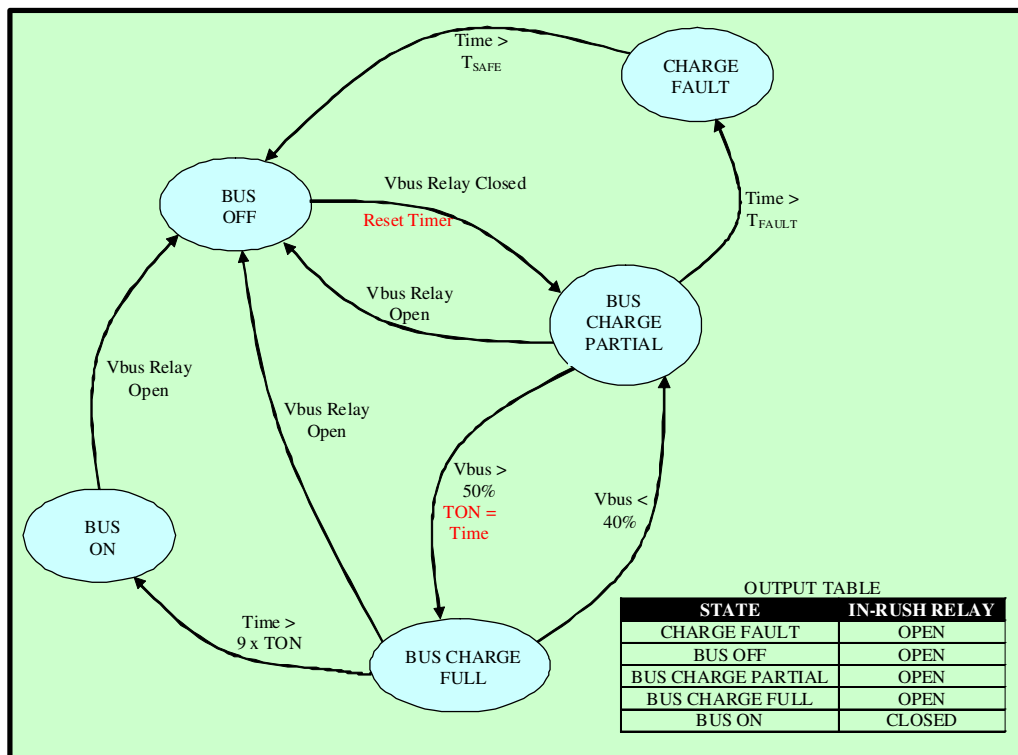 Time >
T_SAFE
CHARGE
FAULT
BUS
OFF
Vbus Relay Closed
Reset Timer
Time >
T_FAULT
Vbus Relay
Open
BUS
CHARGE
PARTIAL
Vbus Relay
Open
Vbus Relay
Open
Vbus >
50%
TON =
Time
Vbus <
40%
BUS
ON
Time >
9 x TON
BUS CHARGE
FULL
OUTPUT TABLE
STATE IN-RUSH RELAY
CHARGE FAULT OPEN
BUS OFF OPEN
BUS CHARGE PARTIAL OPEN
BUS CHARGE FULL OPEN
BUS ON CLOSED